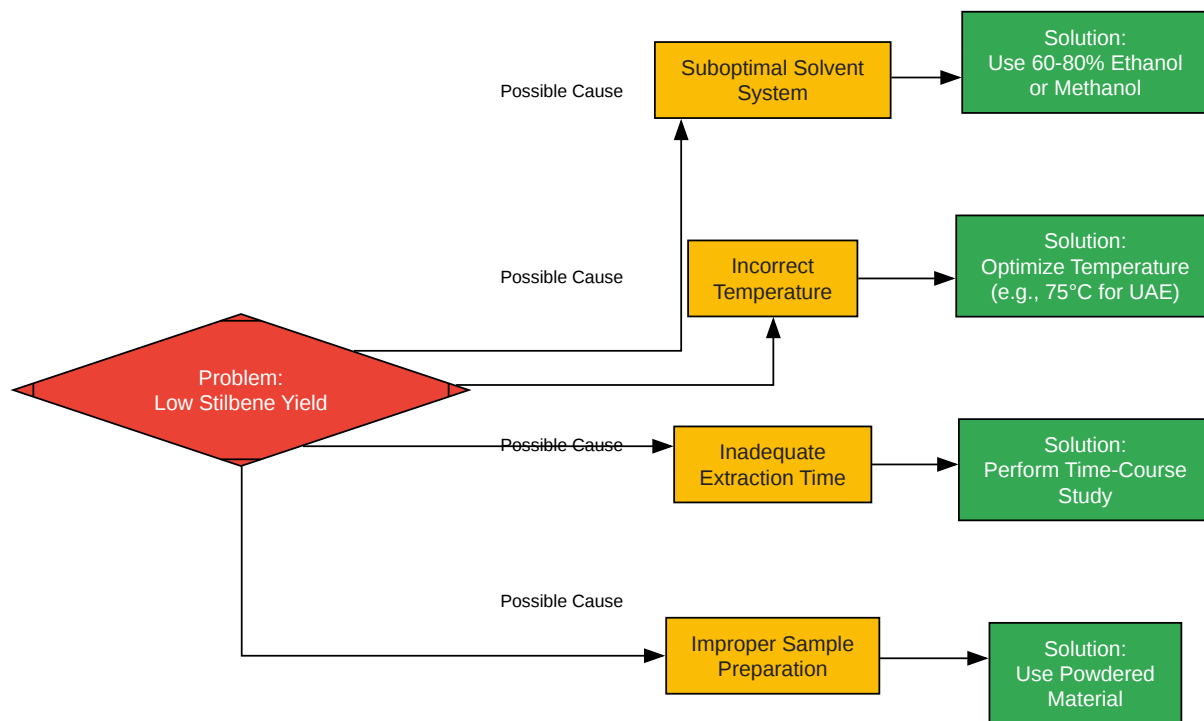 Possible Cause
Suboptimal Solvent
System
Solution:
Use 60-80% Ethanol
or Methanol
Possible Cause
Incorrect
Temperature
Solution:
Optimize Temperature
(e.g., 75°C for UAE)
Problem:
Low Stilbene Yield
Possible Cause
Inadequate
Extraction Time
Solution:
Perform Time-Course
Study
Possible Cause
Improper Sample
Preparation
Solution:
Use Powdered
Material